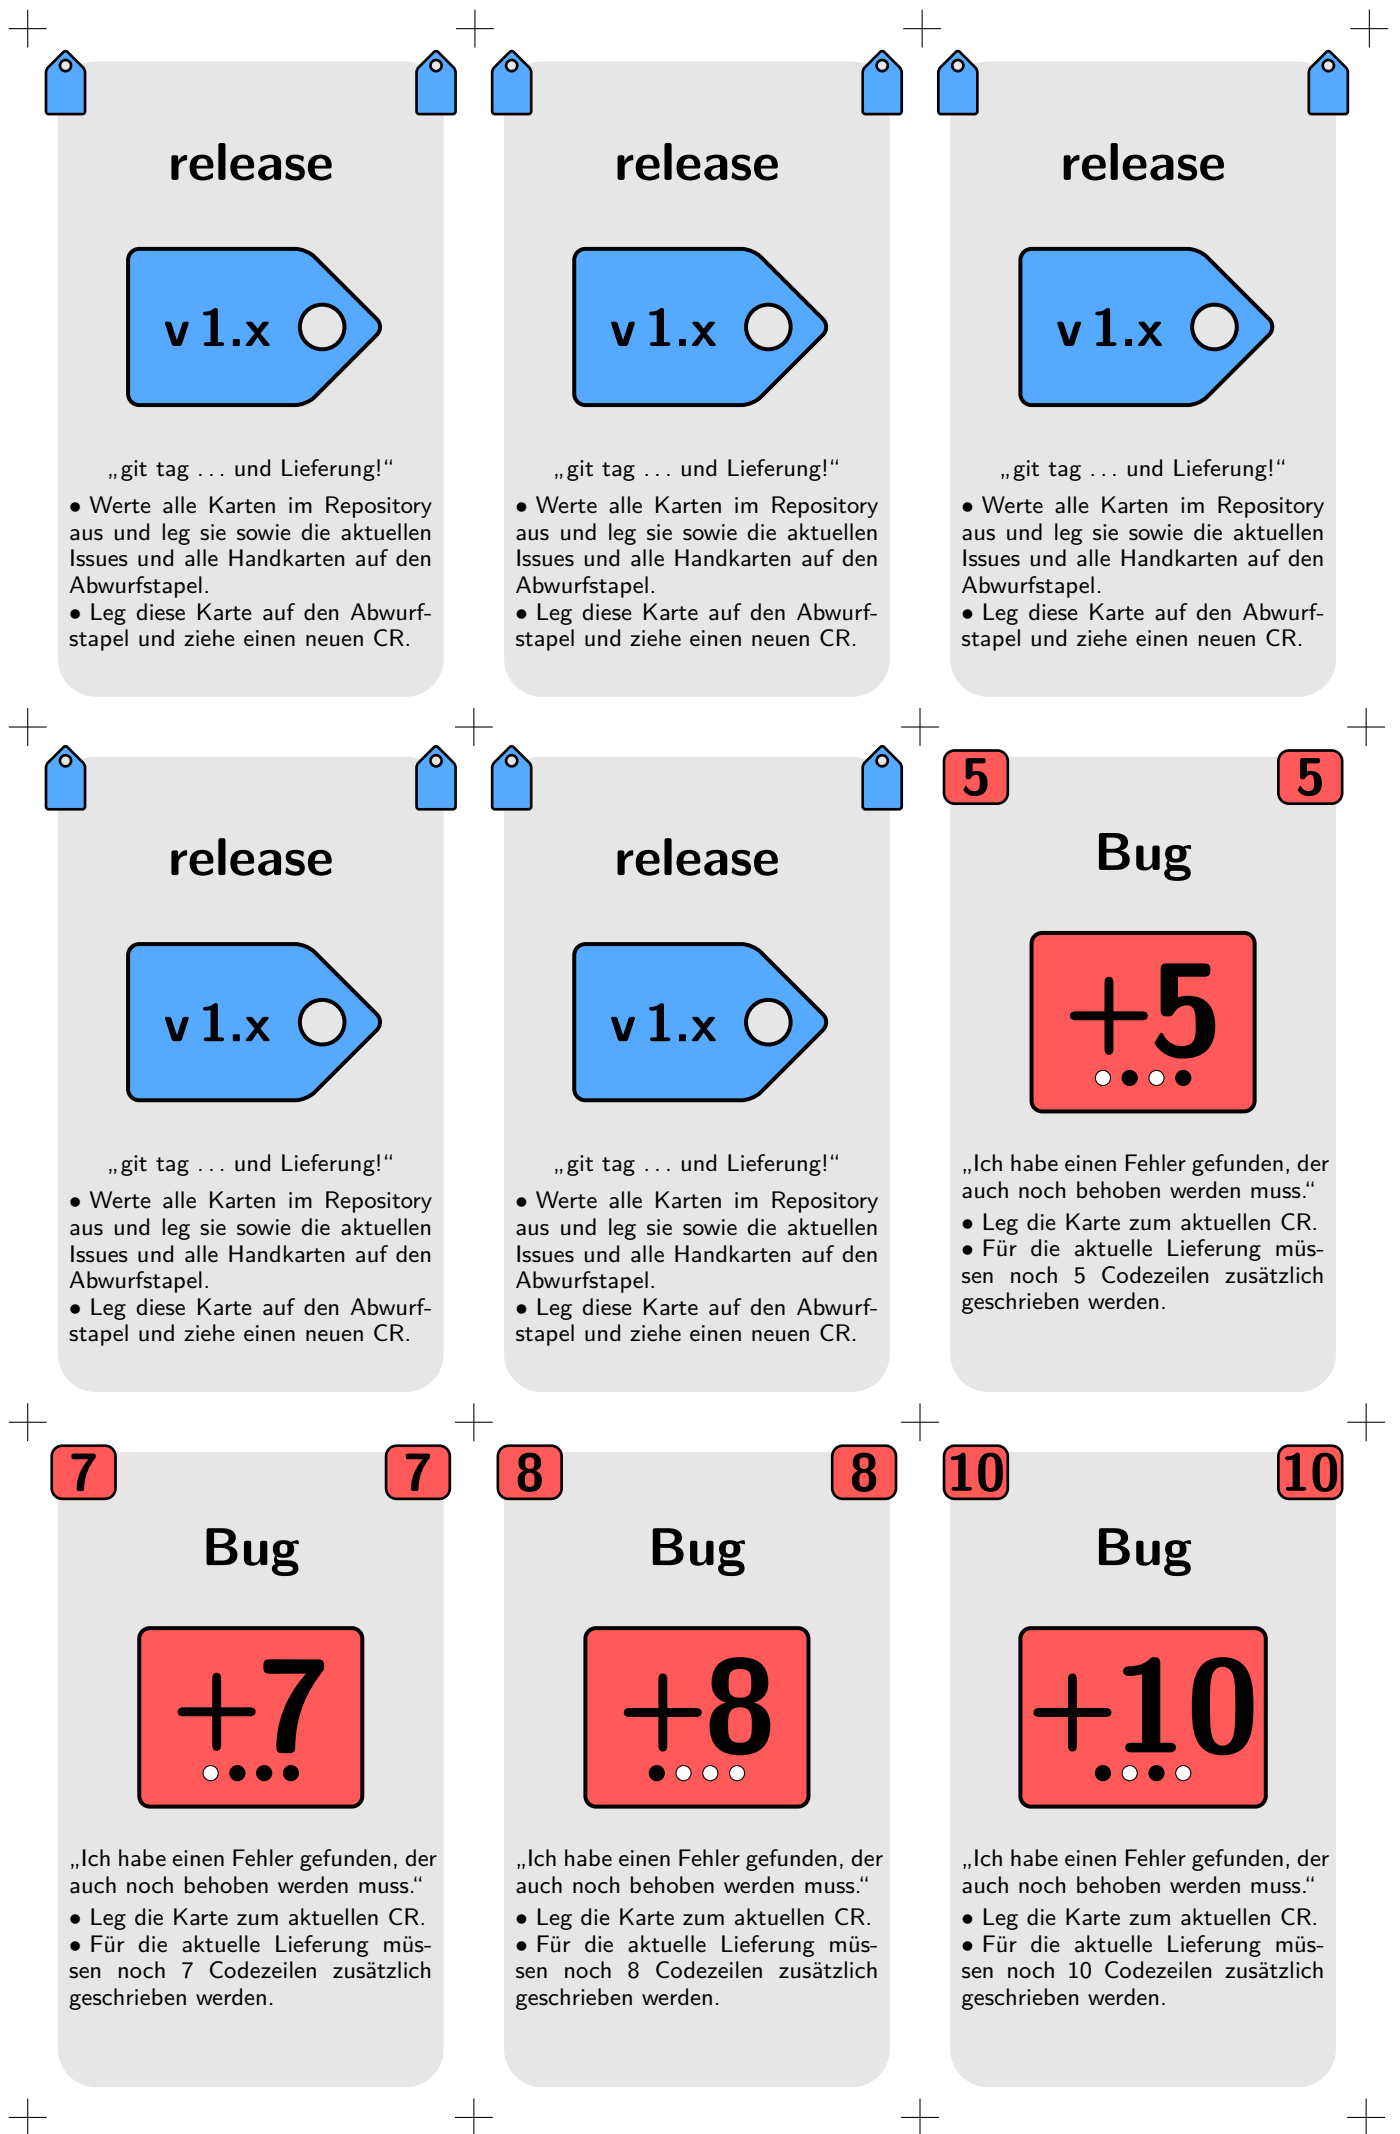 release
v 1.x
„git tag ... und Lieferung!“
• Werte alle Karten im Repository
aus und leg sie sowie die aktuellen
Issues und alle Handkarten auf den
Abwurfstapel.
• Leg diese Karte auf den Abwurf-
stapel und ziehe einen neuen CR.
release
v 1.x
„git tag ... und Lieferung!“
• Werte alle Karten im Repository
aus und leg sie sowie die aktuellen
Issues und alle Handkarten auf den
Abwurfstapel.
• Leg diese Karte auf den Abwurf-
stapel und ziehe einen neuen CR.
release
v 1.x
„git tag ... und Lieferung!“
• Werte alle Karten im Repository
aus und leg sie sowie die aktuellen
Issues und alle Handkarten auf den
Abwurfstapel.
• Leg diese Karte auf den Abwurf-
stapel und ziehe einen neuen CR.
release
v 1.x
„git tag ... und Lieferung!“
• Werte alle Karten im Repository
aus und leg sie sowie die aktuellen
Issues und alle Handkarten auf den
Abwurfstapel.
• Leg diese Karte auf den Abwurf-
stapel und ziehe einen neuen CR.
release
v 1.x
„git tag ... und Lieferung!“
• Werte alle Karten im Repository
aus und leg sie sowie die aktuellen
Issues und alle Handkarten auf den
Abwurfstapel.
• Leg diese Karte auf den Abwurf-
stapel und ziehe einen neuen CR.
5 5
Bug
+5
„Ich habe einen Fehler gefunden, der
auch noch behoben werden muss.“
• Leg die Karte zum aktuellen CR.
• Für die aktuelle Lieferung müs-
sen noch 5 Codezeilen zusätzlich
geschrieben werden.
7 7
Bug
+7
„Ich habe einen Fehler gefunden, der
auch noch behoben werden muss.“
• Leg die Karte zum aktuellen CR.
• Für die aktuelle Lieferung müs-
sen noch 7 Codezeilen zusätzlich
geschrieben werden.
8 8
Bug
+8
„Ich habe einen Fehler gefunden, der
auch noch behoben werden muss.“
• Leg die Karte zum aktuellen CR.
• Für die aktuelle Lieferung müs-
sen noch 8 Codezeilen zusätzlich
geschrieben werden.
10 10
Bug
+10
„Ich habe einen Fehler gefunden, der
auch noch behoben werden muss.“
• Leg die Karte zum aktuellen CR.
• Für die aktuelle Lieferung müs-
sen noch 10 Codezeilen zusätzlich
geschrieben werden.